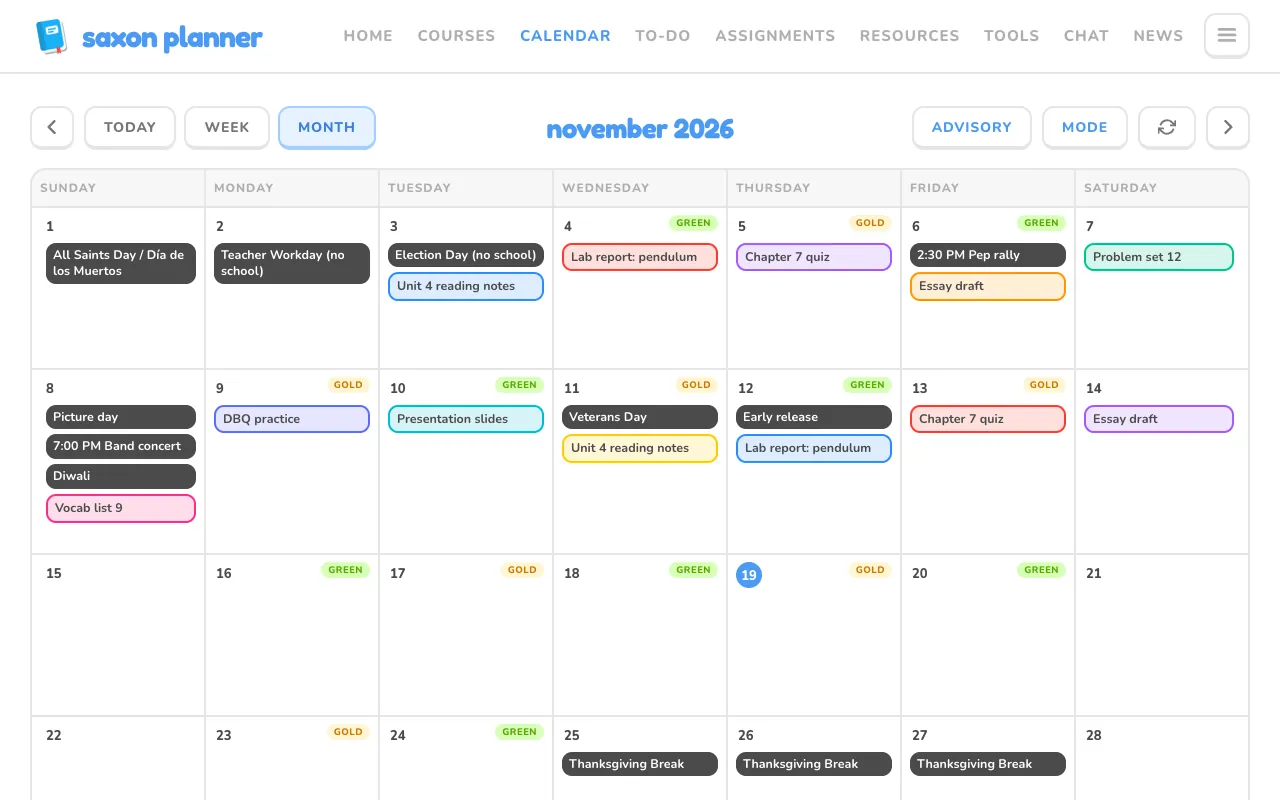 saxon planner
HOME COURSES CALENDAR TO-DO ASSIGNMENTS RESOURCES TOOLS CHAT NEWS
TODAY WEEK MONTH
november 2026
ADVISORY MODE
SUNDAY MONDAY TUESDAY WEDNESDAY THURSDAY FRIDAY SATURDAY
1
All Saints Day / Día de
los Muertos
2
Teacher Workday (no
school)
3
Election Day (no school)
Unit 4 reading notes
4 GREEN
Lab report: pendulum
5 GOLD
Chapter 7 quiz
6 GREEN
2:30 PM Pep rally
Essay draft
7
Problem set 12
8
Picture day
7:00 PM Band concert
Diwali
Vocab list 9
9 GOLD
DBQ practice
10 GREEN
Presentation slides
11 GOLD
Veterans Day
Unit 4 reading notes
12 GREEN
Early release
Lab report: pendulum
13 GOLD
Chapter 7 quiz
14
Essay draft
15
16 GREEN
17 GOLD
18 GREEN
19 GOLD
20 GREEN
21
22
23 GOLD
24 GREEN
25
Thanksgiving Break
26
Thanksgiving Break
27
Thanksgiving Break
28